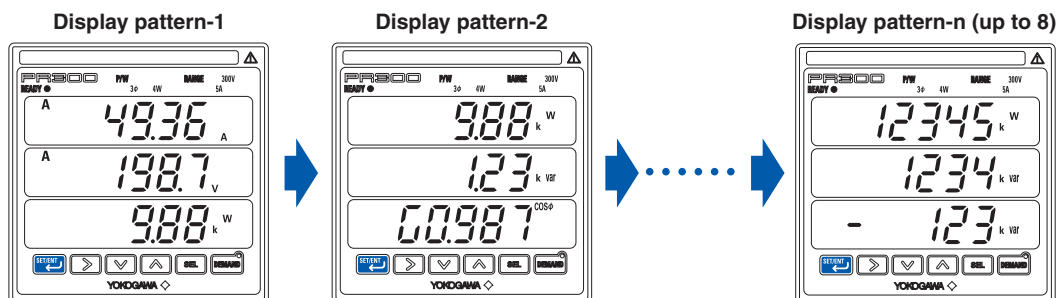 Display pattern-1
PR300 P/W RANGE 300V
READY 3φ 4W 5A
A 49.36 A
A 198.7 V
9.88 k W
SET/ENT SEL DEMAND
YOKOGAWA
Display pattern-2
PR300 P/W RANGE 300V
READY 3φ 4W 5A
9.88 k W
1.23 k var
G0.987 COSφ
SET/ENT SEL DEMAND
YOKOGAWA
Display pattern-n (up to 8)
PR300 P/W RANGE 300V
READY 3φ 4W 5A
12345 k W
1234 k var
- 123 k var
SET/ENT SEL DEMAND
YOKOGAWA